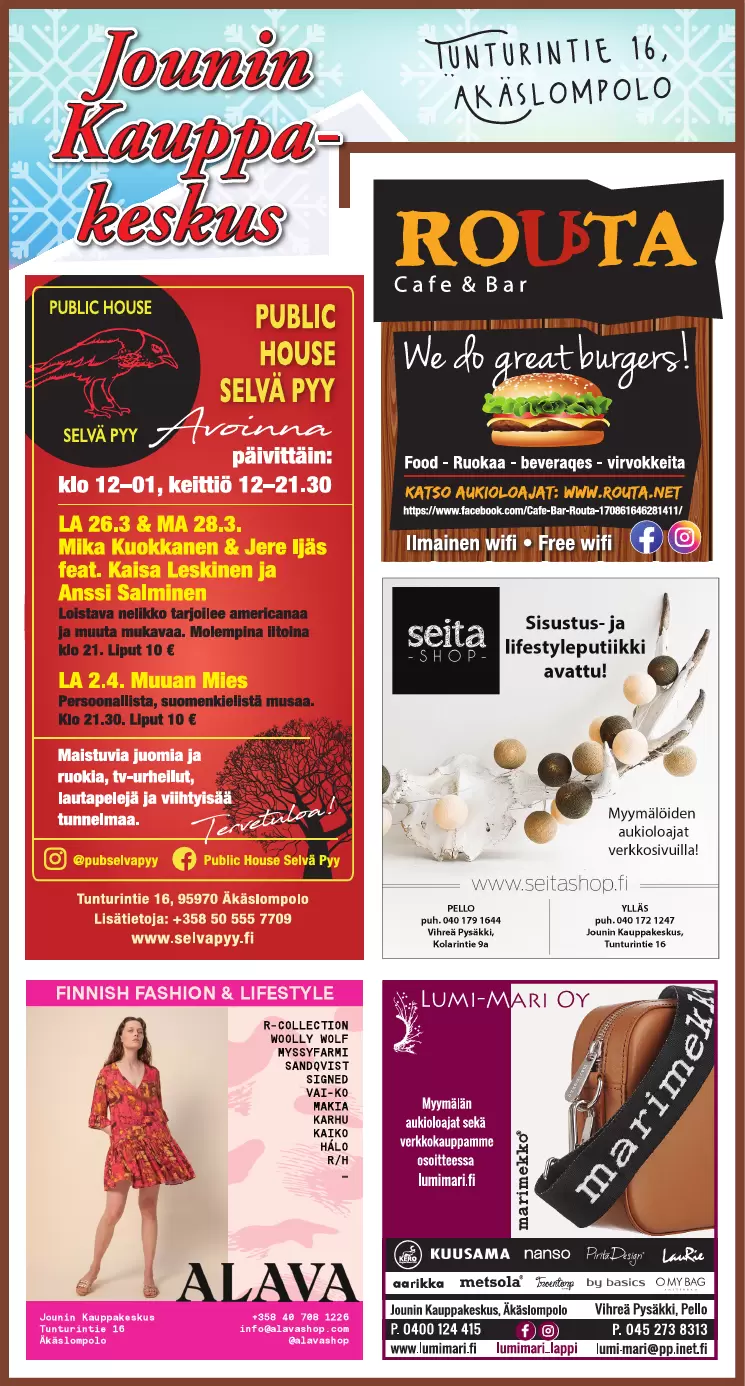 Jounin
Kauppa-
keskus
TUNTURINTIE 16,
ÄKÄSLOMPOLO
PUBLIC HOUSE
SELVÄ PYY
PUBLIC
HOUSE
SELVÄ PYY
Avoinna
päivittäin:
klo 12–01, keittiö 12–21.30
LA 26.3 & MA 28.3.
Mika Kuokkanen & Jere Ijäs
feat. Kaisa Leskinen ja
Anssi Salminen
Loistava nelikko tarjoilee americanaa
ja muuta mukavaa. Molempina iltoina
klo 21. Liput 10 €
LA 2.4. Muuan Mies
Persoonallista, suomenkielistä musaa.
Klo 21.30. Liput 10 €
Maistuvia juomia ja
ruokia, tv-urheilut,
lautapelejä ja viihtyisää
tunnelmaa.
Tervetuloa!
@pubselvapyy
Public House Selvä Pyy
Tunturintie 16, 95970 Äkäslompolo
Lisätietoja: +358 50 555 7709
www.selvapyy.fi
ROUTA
Cafe & Bar
We do great burgers!
Food - Ruokaa - beveraqes - virvokkeita
KATSO AUKIOLOAJAT: WWW.ROUTA.NET
https://www.facebook.com/Cafe-Bar-Routa-170861646281411/
Ilmainen wifi • Free wifi
seita
-SHOP-
Sisustus- ja
lifestyleputiikki
avattu!
Myymälöiden
aukioloajat
verkkosivuilla!
www.seitashop.fi
PELLO
puh. 040 179 1644
Vihreä Pysäkki,
Kolarintie 9a
YLLÄS
puh. 040 172 1247
Jounin Kauppakeskus,
Tunturintie 16
FINNISH FASHION & LIFESTYLE
R-COLLECTION
WOOLLY WOLF
MYSSYFARMI
SANDQVIST
SIGNED
VAI-KO
MAKIA
KARHU
KAIKO
HÁLO
R/H
–
ALAVA
Jounin Kauppakeskus
Tunturintie 16
Äkäslompolo
+358 40 708 1226
info@alavashop.com
@alavashop
LUMI-MARI OY
Myymälän
aukioloajat sekä
verkkokauppamme
osoitteessa
lumimari.fi
marimekko®
marimekko
KERO
KUUSAMA
nanso
Piritta Design
LauRie
aarikka
metsola
by basics
O MY BAG
Jounin Kauppakeskus, Äkäslompolo
P. 0400 124 415
www.lumimari.fi
lumimari_lappi
Vihreä Pysäkki, Pello
P. 045 273 8313
lumi-mari@pp.inet.fi